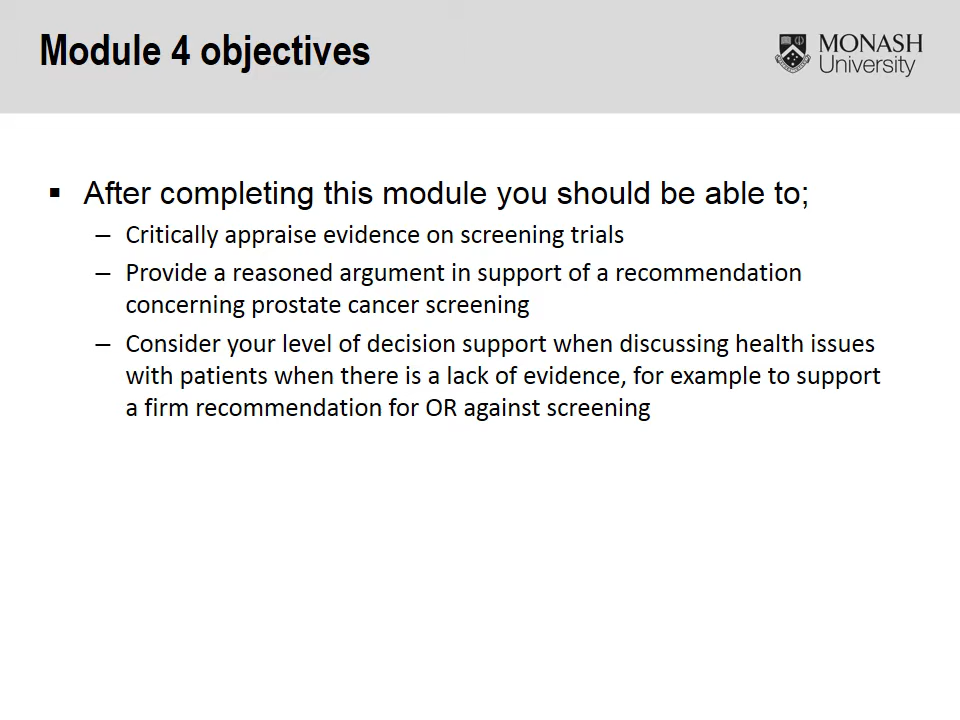 Module 4 objectives
MONASH
University
▪ After completing this module you should be able to;
– Critically appraise evidence on screening trials
– Provide a reasoned argument in support of a recommendation
concerning prostate cancer screening
– Consider your level of decision support when discussing health issues
with patients when there is a lack of evidence, for example to support
a firm recommendation for OR against screening